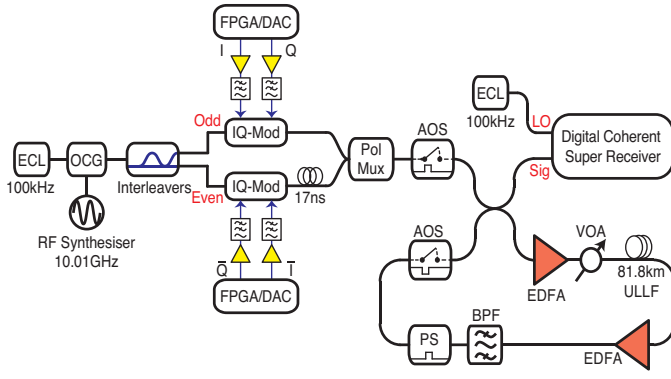 FPGA/DAC
I
Q
Odd
IQ-Mod
ECL
100kHz
OCG
Interleavers
RF Synthesiser
10.01GHz
Even
IQ-Mod
17ns
Q
I
FPGA/DAC
Pol
Mux
AOS
ECL
100kHz
LO
Sig
Digital Coherent
Super Receiver
AOS
EDFA
VOA
81.8km
ULLF
PS
BPF
EDFA